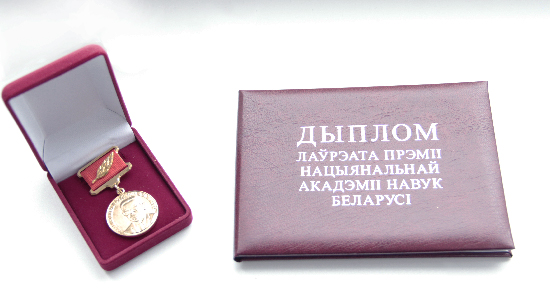 ДЫПЛОМ
ЛАЎРЭАТА ПРЭМІІ
НАЦЫЯНАЛЬНАЙ
АКАДЭМІІ НАВУК
БЕЛАРУСІ